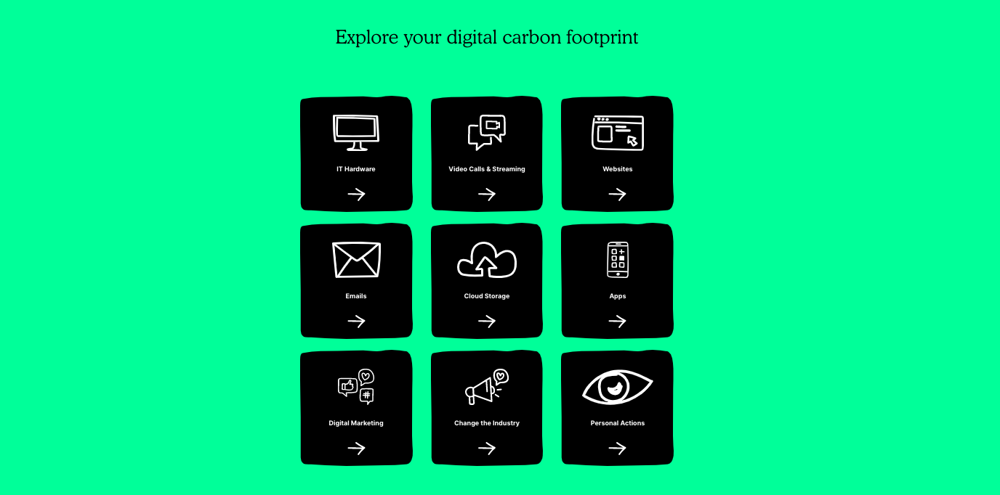 Explore your digital carbon footprint
IT Hardware
Video Calls & Streaming
Websites
Emails
Cloud Storage
Apps
#
Digital Marketing
Change the Industry
Personal Actions